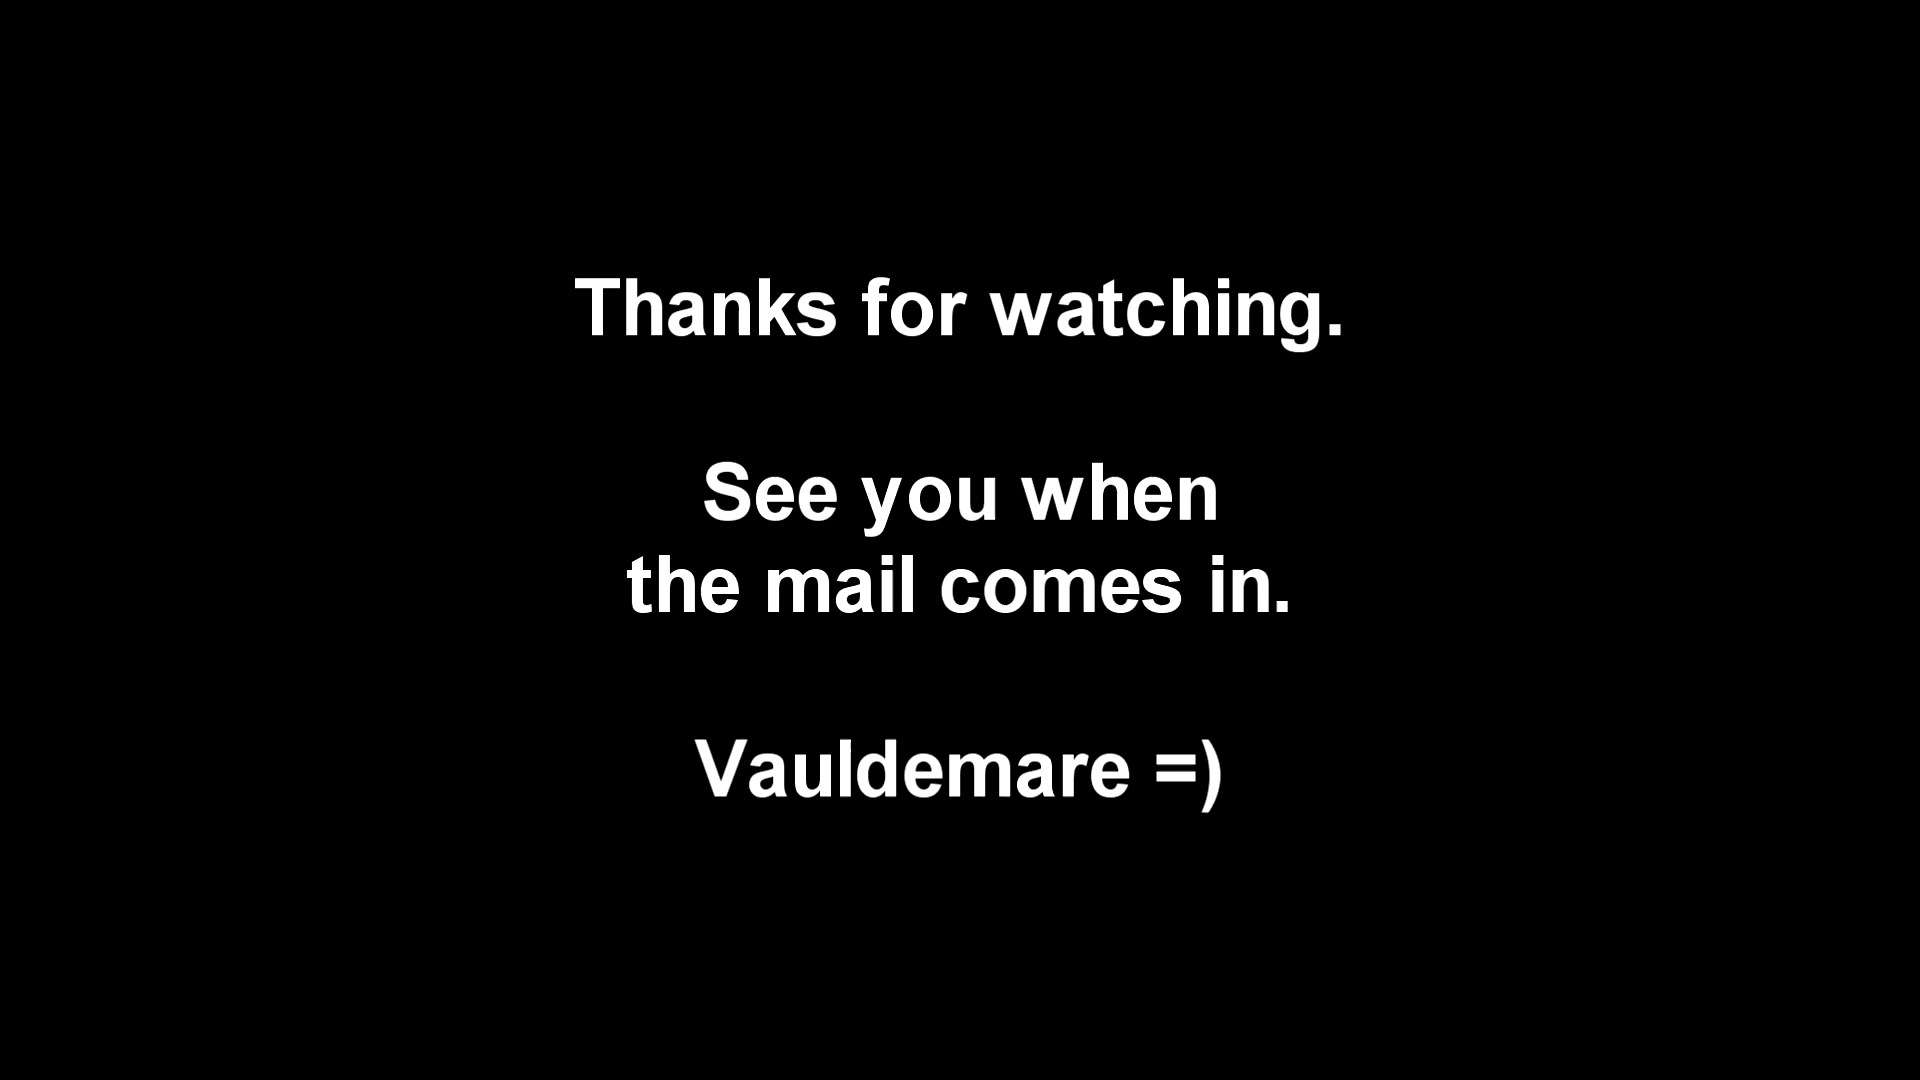 Thanks for watching.
See you when
the mail comes in.
Vauldemare =)